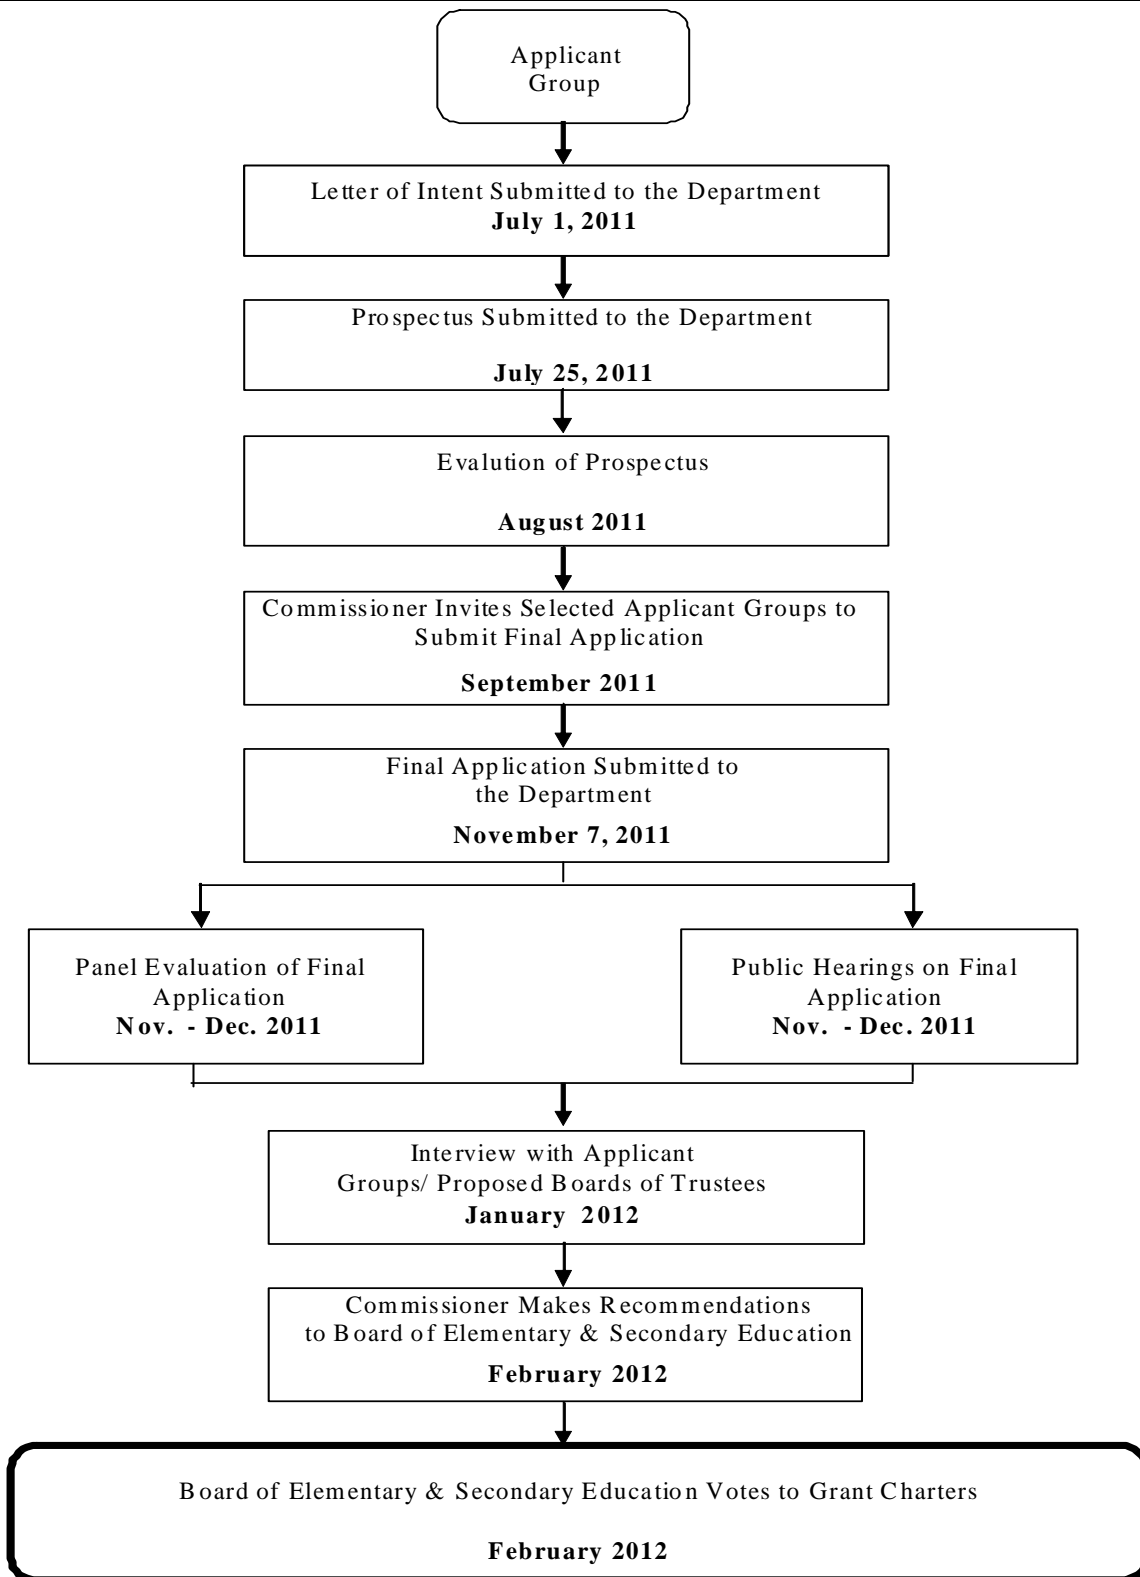 Applicant
Group
Letter of Intent Submitted to the Department
July 1, 2011
Prospectus Submitted to the Department
July 25, 2011
Evalution of Prospectus
August 2011
Commissioner Invites Selected Applicant Groups to
Submit Final Application
September 2011
Final Application Submitted to
the Department
November 7, 2011
Panel Evaluation of Final
Application
Nov. - Dec. 2011
Public Hearings on Final
Application
Nov. - Dec. 2011
Interview with Applicant
Groups/ Proposed Boards of Trustees
January 2012
Commissioner Makes Recommendations
to Board of Elementary & Secondary Education
February 2012
Board of Elementary & Secondary Education Votes to Grant Charters
February 2012